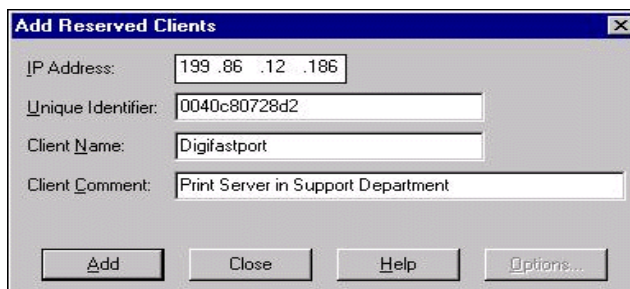 Add Reserved Clients
IP Address: 199 .86 .12 .186
Unique Identifier: 0040c80728d2
Client Name: Digifastport
Client Comment: Print Server in Support Department
Add Close Help Options...